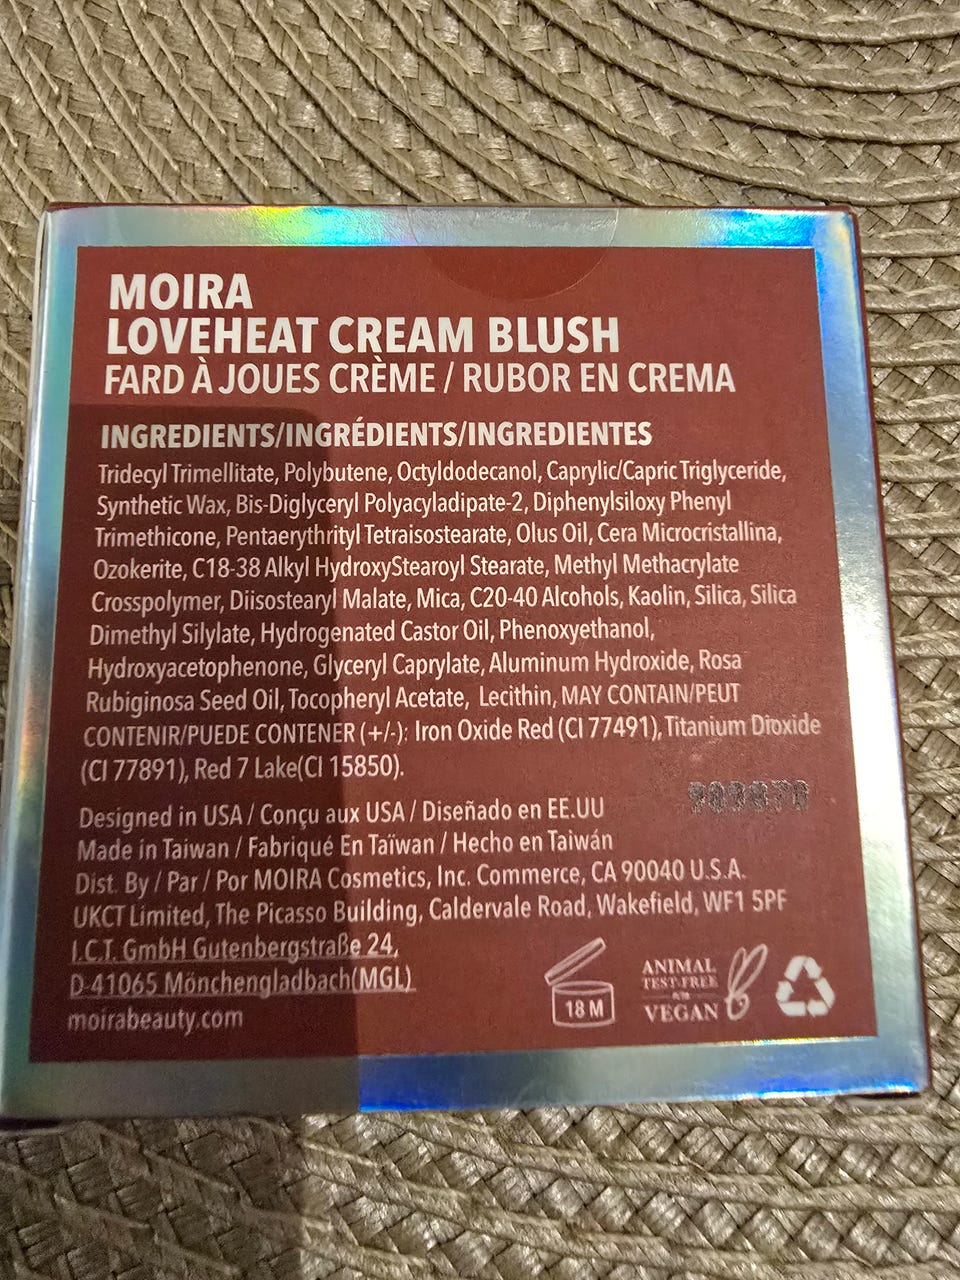 MOIRA
LOVEHEAT CREAM BLUSH
FARD À JOUES CRÈME / RUBOR EN CREMA
INGREDIENTS/INGRÉDIENTS/INGREDIENTES
Tridecyl Trimellitate, Polybutene, Octyldodecanol, Caprylic/Capric Triglyceride,
Synthetic Wax, Bis-Diglyceryl Polyacyladipate-2, Diphenylsiloxy Phenyl
Trimethicone, Pentaerythrityl Tetraisostearate, Olus Oil, Cera Microcristallina,
Ozokerite, C18-38 Alkyl HydroxyStearoyl Stearate, Methyl Methacrylate
Crosspolymer, Diisostearyl Malate, Mica, C20-40 Alcohols, Kaolin, Silica, Silica
Dimethyl Silylate, Hydrogenated Castor Oil, Phenoxyethanol,
Hydroxyacetophenone, Glyceryl Caprylate, Aluminum Hydroxide, Rosa
Rubiginosa Seed Oil, Tocopheryl Acetate, Lecithin, MAY CONTAIN/PEUT
CONTENIR/PUEDE CONTENER (+/-): Iron Oxide Red (CI 77491), Titanium Dioxide
(CI 77891), Red 7 Lake(CI 15850).
Designed in USA / Conçu aux USA / Diseñado en EE.UU
Made in Taiwan / Fabriqué En Taïwan / Hecho en Taiwán
Dist. By / Par / Por MOIRA Cosmetics, Inc. Commerce, CA 90040 U.S.A.
UKCT Limited, The Picasso Building, Caldervale Road, Wakefield, WF1 5PF
I.C.T. GmbH Gutenbergstraße 24,
D-41065 Mönchengladbach(MGL)
moirabeauty.com
18 M
ANIMAL
TEST-FREE
VEGAN